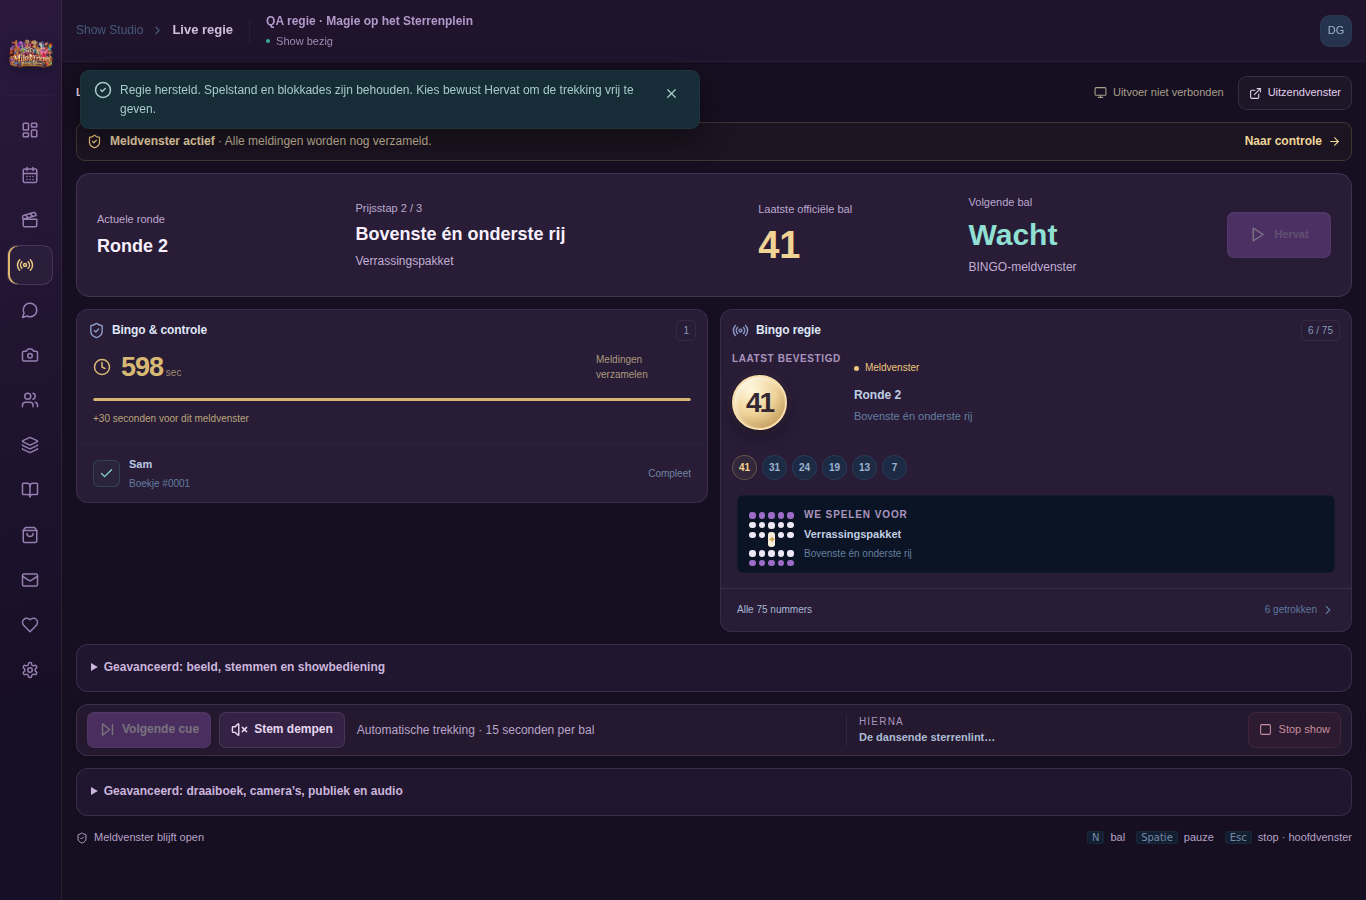 Show Studio
Live regie
QA regie · Magie op het Sterrenplein
Show bezig
DG
Regie hersteld. Spelstand en blokkades zijn behouden. Kies bewust Hervat om de trekking vrij te
geven.
Uitvoer niet verbonden
Uitzendvenster
Meldvenster actief · Alle meldingen worden nog verzameld.
Naar controle
Actuele ronde
Ronde 2
Prijsstap 2 / 3
Bovenste én onderste rij
Verrassingspakket
Laatste officiële bal
41
Volgende bal
Wacht
BINGO-meldvenster
Hervat
Bingo & controle
1
598 sec
Meldingen
verzamelen
+30 seconden voor dit meldvenster
Sam
Boekje #0001
Compleet
Bingo regie
6 / 75
LAATST BEVESTIGD
41
Meldvenster
Ronde 2
Bovenste én onderste rij
41 31 24 19 13 7
WE SPELEN VOOR
Verrassingspakket
Bovenste én onderste rij
Alle 75 nummers
6 getrokken
Geavanceerd: beeld, stemmen en showbediening
Volgende cue
Stem dempen
Automatische trekking · 15 seconden per bal
HIERNA
De dansende sterrenlint…
Stop show
Geavanceerd: draaiboek, camera's, publiek en audio
Meldvenster blijft open
N bal Spatie pauze Esc stop · hoofdvenster